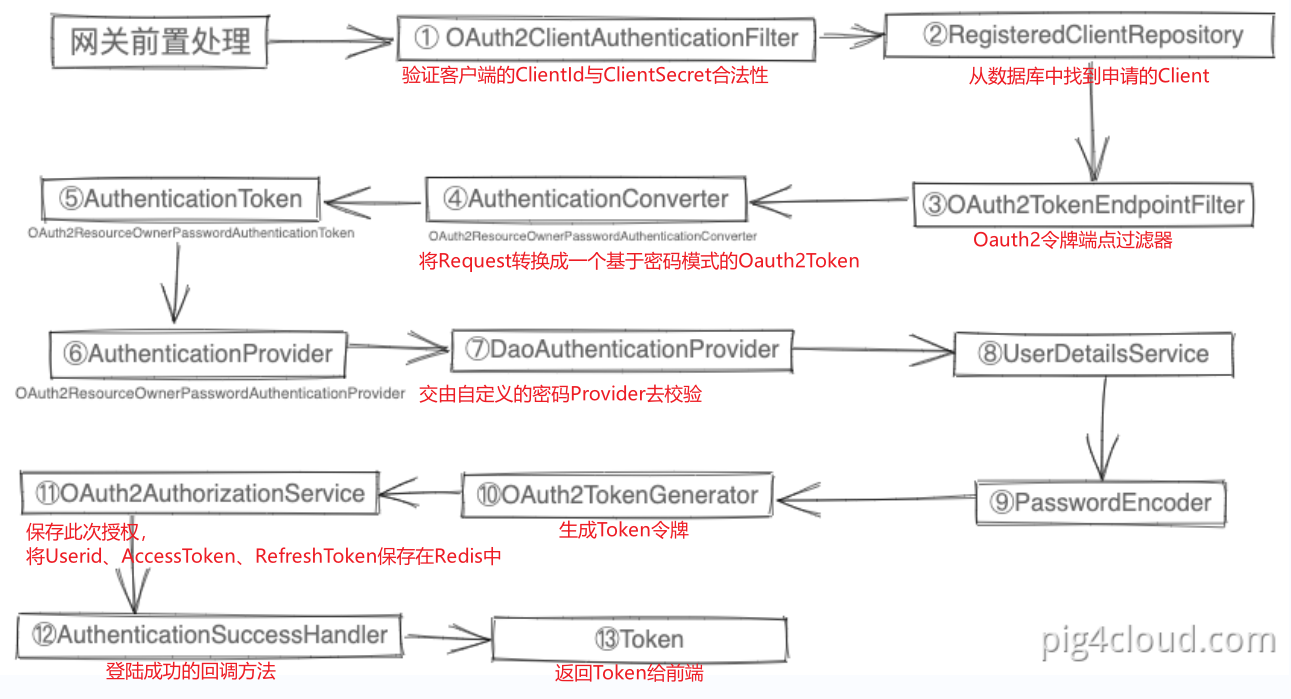 网关前置处理
① OAuth2ClientAuthenticationFilter
②RegisteredClientRepository
验证客户端的ClientId与ClientSecret合法性
从数据库中找到申请的Client
⑤AuthenticationToken
④AuthenticationConverter
③OAuth2TokenEndpointFilter
OAuth2ResourceOwnerPasswordAuthenticationToken
OAuth2ResourceOwnerPasswordAuthenticationConverter
Oauth2令牌端点过滤器
将Request转换成一个基于密码模式的Oauth2Token
⑥AuthenticationProvider
⑦DaoAuthenticationProvider
⑧UserDetailsService
OAuth2ResourceOwnerPasswordAuthenticationProvider
交由自定义的密码Provider去校验
⑪OAuth2AuthorizationService
⑩OAuth2TokenGenerator
⑨PasswordEncoder
保存此次授权，
生成Token令牌
将Userid、AccessToken、RefreshToken保存在Redis中
⑫AuthenticationSuccessHandler
⑬Token
登陆成功的回调方法
返回Token给前端
pig4cloud.com